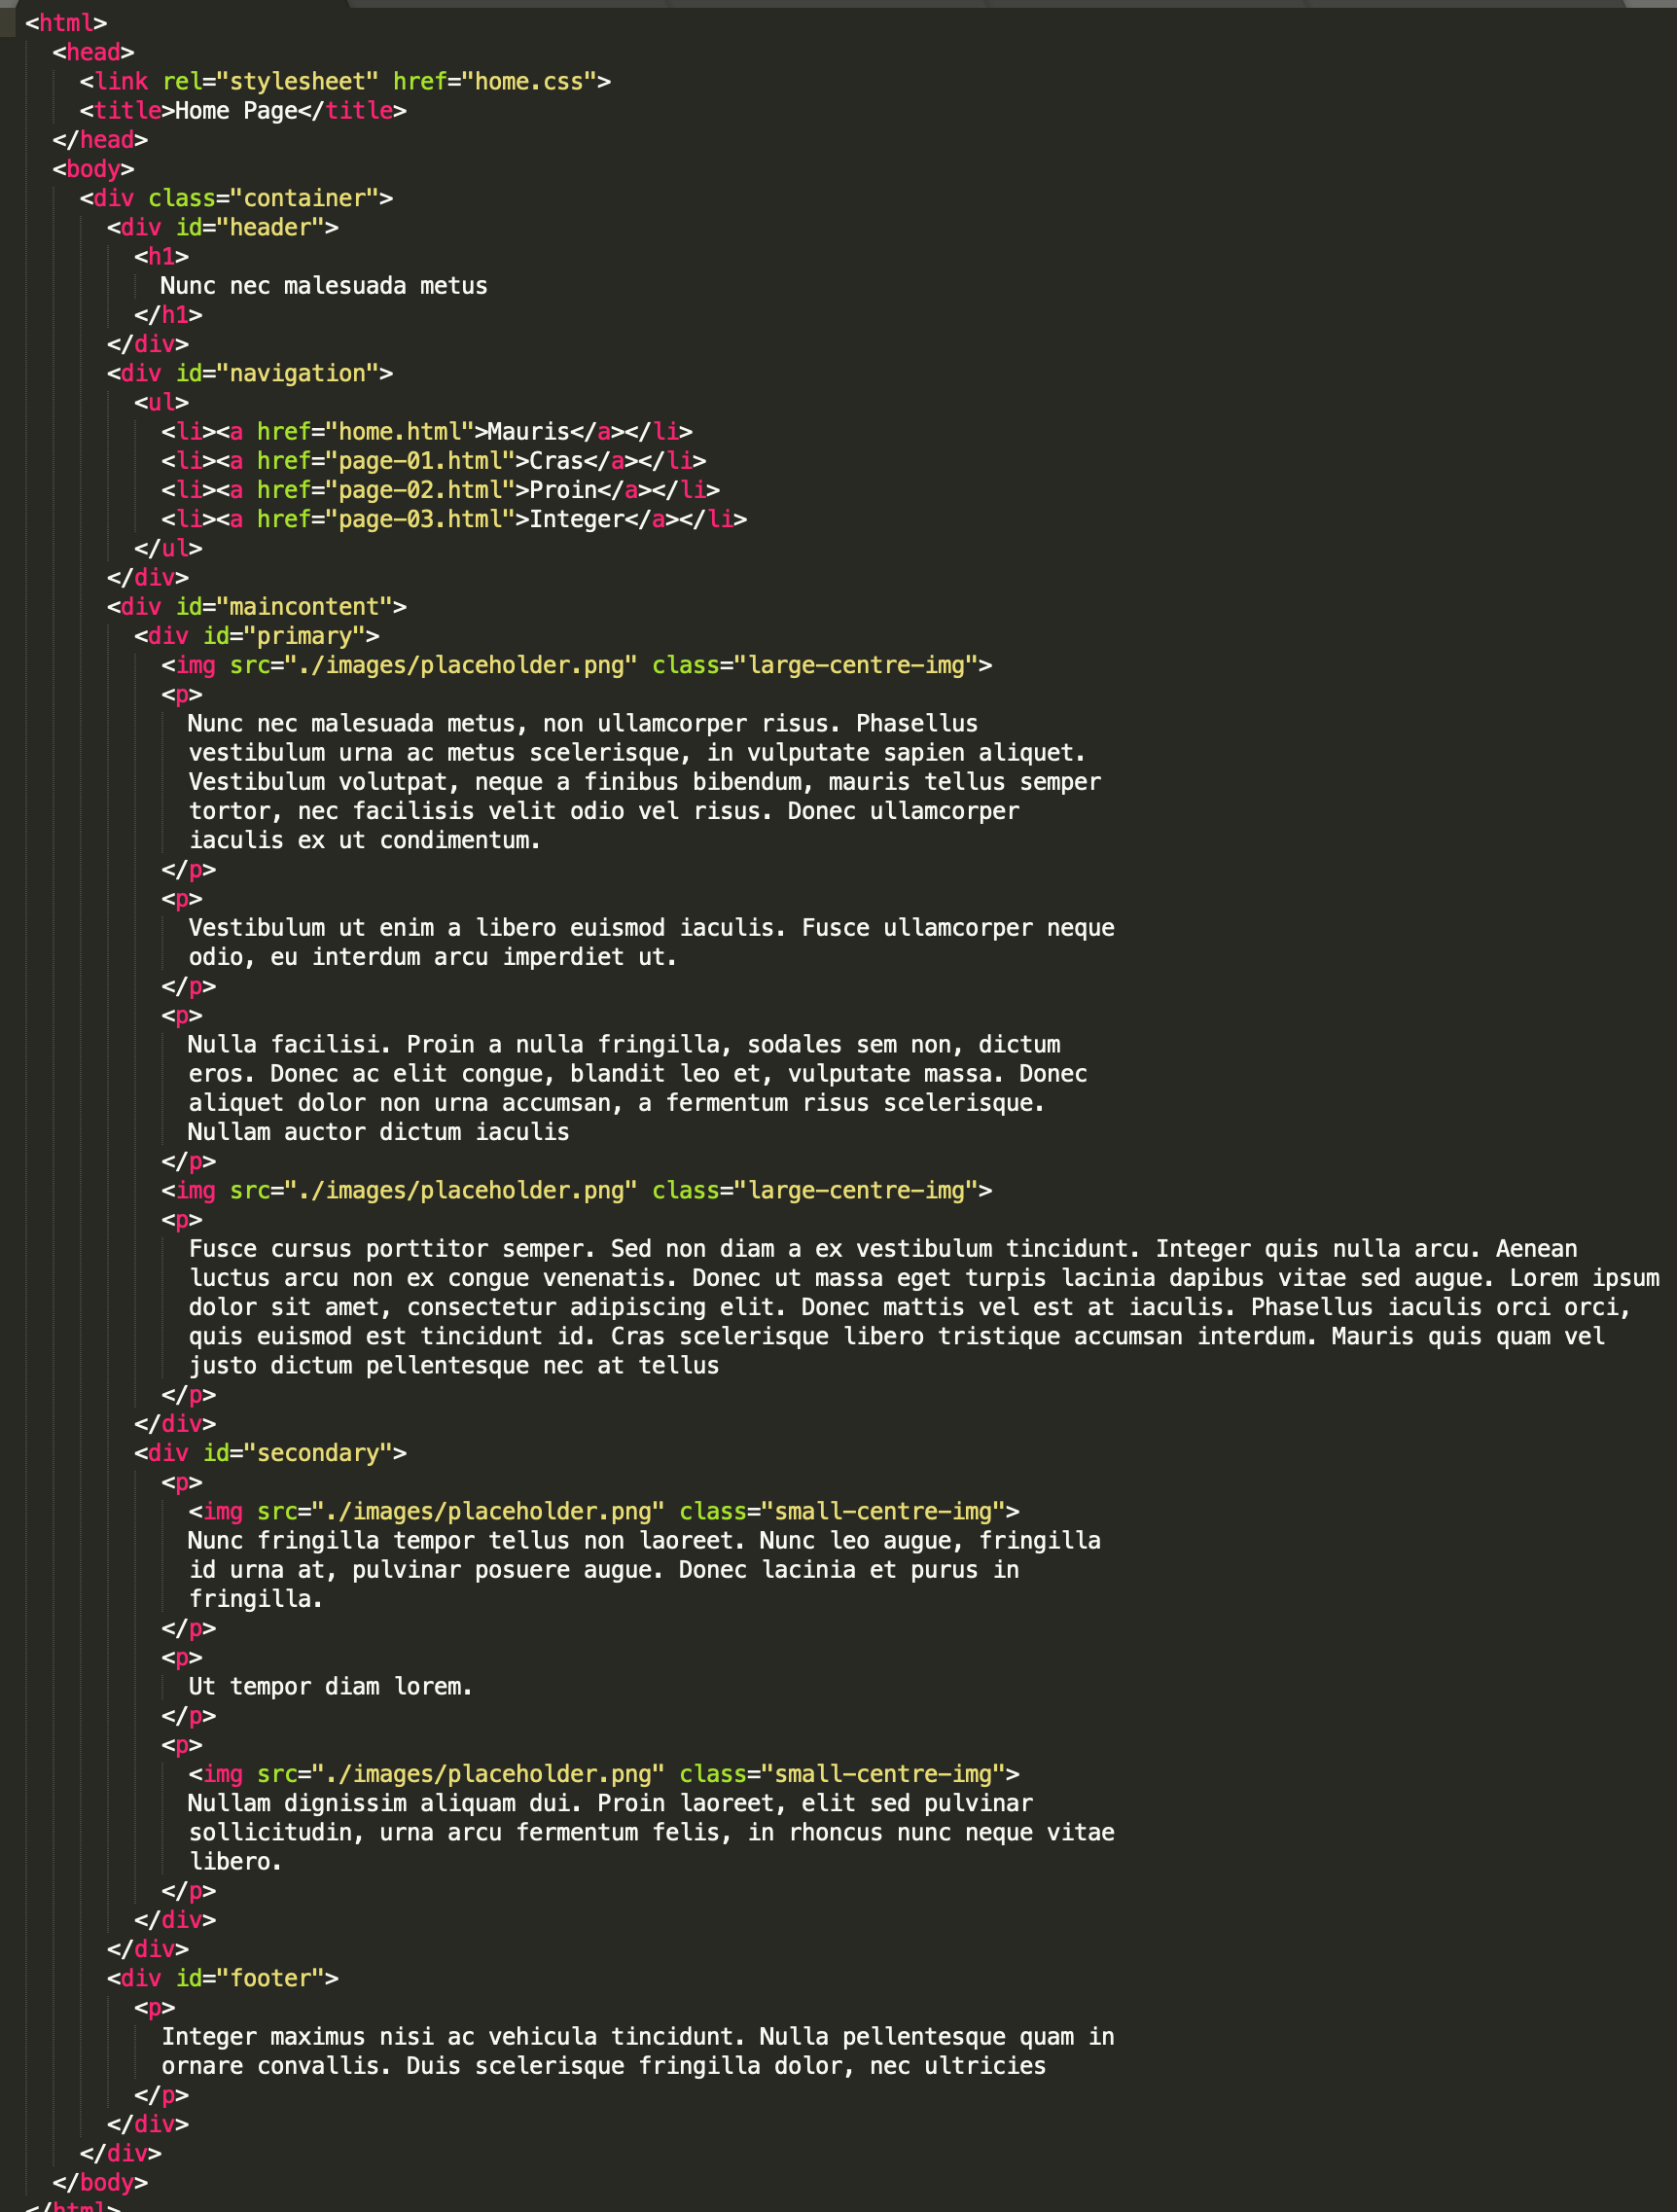 <html>
<head>
<link rel="stylesheet" href="home.css">
<title>Home Page</title>
</head>
<body>
<div class="container">
<div id="header">
<h1>
Nunc nec malesuada metus
</h1>
</div>
<div id="navigation">
<ul>
<li><a href="home.html">Mauris</a></li>
<li><a href="page-01.html">Cras</a></li>
<li><a href="page-02.html">Proin</a></li>
<li><a href="page-03.html">Integer</a></li>
</ul>
</div>
<div id="maincontent">
<div id="primary">
<img src="./images/placeholder.png" class="large-centre-img">
<p>
Nunc nec malesuada metus, non ullamcorper risus. Phasellus
vestibulum urna ac metus scelerisque, in vulputate sapien aliquet.
Vestibulum volutpat, neque a finibus bibendum, mauris tellus semper
tortor, nec facilisis velit odio vel risus. Donec ullamcorper
iaculis ex ut condimentum.
</p>
<p>
Vestibulum ut enim a libero euismod iaculis. Fusce ullamcorper neque
odio, eu interdum arcu imperdiet ut.
</p>
<p>
Nulla facilisi. Proin a nulla fringilla, sodales sem non, dictum
eros. Donec ac elit congue, blandit leo et, vulputate massa. Donec
aliquet dolor non urna accumsan, a fermentum risus scelerisque.
Nullam auctor dictum iaculis
</p>
<img src="./images/placeholder.png" class="large-centre-img">
<p>
Fusce cursus porttitor semper. Sed non diam a ex vestibulum tincidunt. Integer quis nulla arcu. Aenean
luctus arcu non ex congue venenatis. Donec ut massa eget turpis lacinia dapibus vitae sed augue. Lorem ipsum
dolor sit amet, consectetur adipiscing elit. Donec mattis vel est at iaculis. Phasellus iaculis orci orci,
quis euismod est tincidunt id. Cras scelerisque libero tristique accumsan interdum. Mauris quis quam vel
justo dictum pellentesque nec at tellus
</p>
</div>
<div id="secondary">
<p>
<img src="./images/placeholder.png" class="small-centre-img">
Nunc fringilla tempor tellus non laoreet. Nunc leo augue, fringilla
id urna at, pulvinar posuere augue. Donec lacinia et purus in
fringilla.
</p>
<p>
Ut tempor diam lorem.
</p>
<p>
<img src="./images/placeholder.png" class="small-centre-img">
Nullam dignissim aliquam dui. Proin laoreet, elit sed pulvinar
sollicitudin, urna arcu fermentum felis, in rhoncus nunc neque vitae
libero.
</p>
</div>
</div>
<div id="footer">
<p>
Integer maximus nisi ac vehicula tincidunt. Nulla pellentesque quam in
ornare convallis. Duis scelerisque fringilla dolor, nec ultricies
</p>
</div>
</div>
</body>
</html>